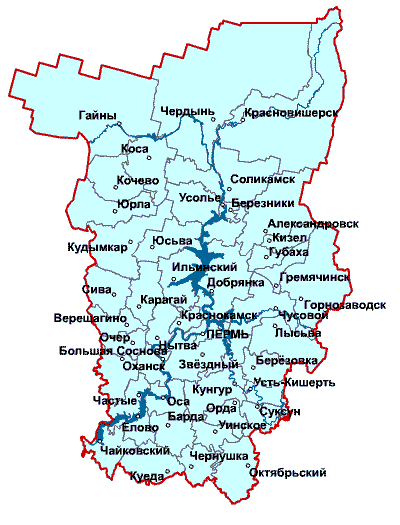 Гайны
Чердынь
Красновишерск
Коса
Кочево
Соликамск
Юрла
Усолье
Березники
Александровск
Кудымкар
Юсьва
Кизел
Губаха
Ильинский
Добрянка
Гремячинск
Сива
Карагай
Горнозаводск
Верещагино
Краснокамск
Чусовой
Очер
ПЕРМЬ
Лысьва
Нытва
Большая Соснова
Оханск
Звёздный
Берёзовка
Частые
Кунгур
Усть-Кишерть
Оса
Орда
Суксун
Барда
Елово
Уинское
Чайковский
Чернушка
Куеда
Октябрьский